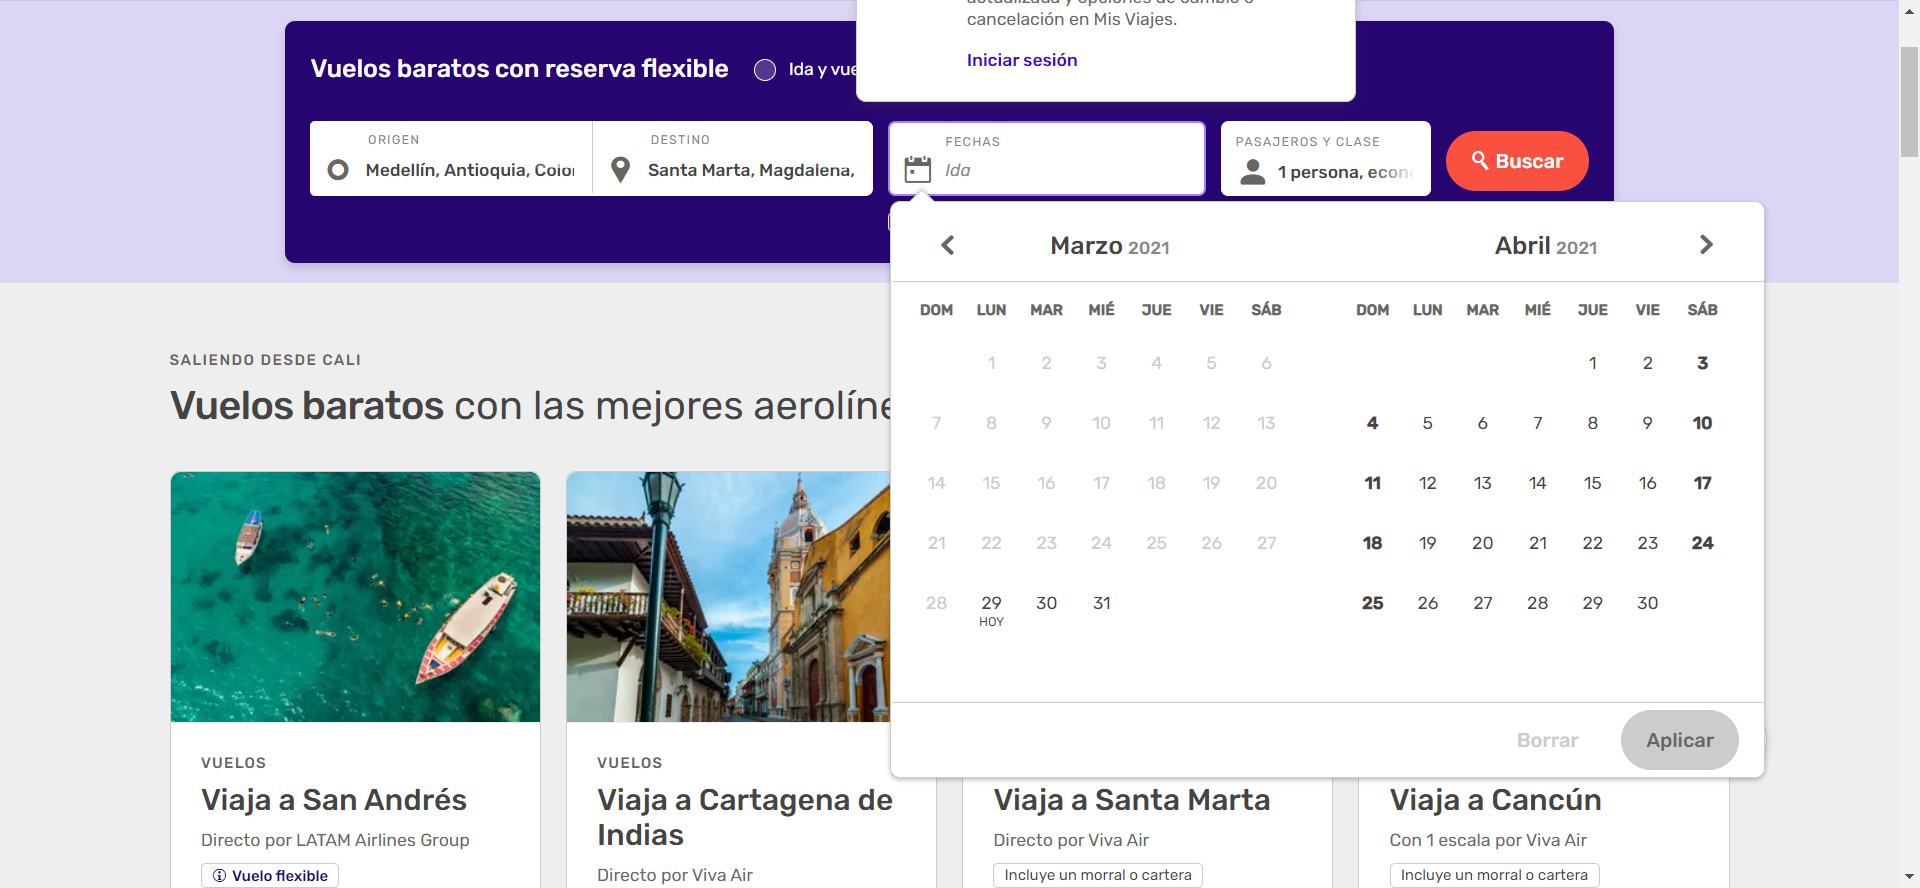 cancelación en Mis Viajes.
Iniciar sesión
Vuelos baratos con reserva flexible
Ida y vue
ORIGEN
Medellín, Antioquia, Colo
DESTINO
Santa Marta, Magdalena,
FECHAS
Ida
PASAJEROS Y CLASE
1 persona, econ
Buscar
Marzo 2021
DOM LUN MAR MIÉ JUE VIE SÁB
1 2 3 4 5 6
7 8 9 10 11 12 13
14 15 16 17 18 19 20
21 22 23 24 25 26 27
28 29 30 31
HOY
Abril 2021
DOM LUN MAR MIÉ JUE VIE SÁB
1 2 3
4 5 6 7 8 9 10
11 12 13 14 15 16 17
18 19 20 21 22 23 24
25 26 27 28 29 30
Borrar
Aplicar
SALIENDO DESDE CALI
Vuelos baratos con las mejores aerolíne
VUELOS
Viaja a San Andrés
Directo por LATAM Airlines Group
Vuelo flexible
VUELOS
Viaja a Cartagena de
Indias
Directo por Viva Air
Viaja a Santa Marta
Directo por Viva Air
Incluye un morral o cartera
Viaja a Cancún
Con 1 escala por Viva Air
Incluye un morral o cartera